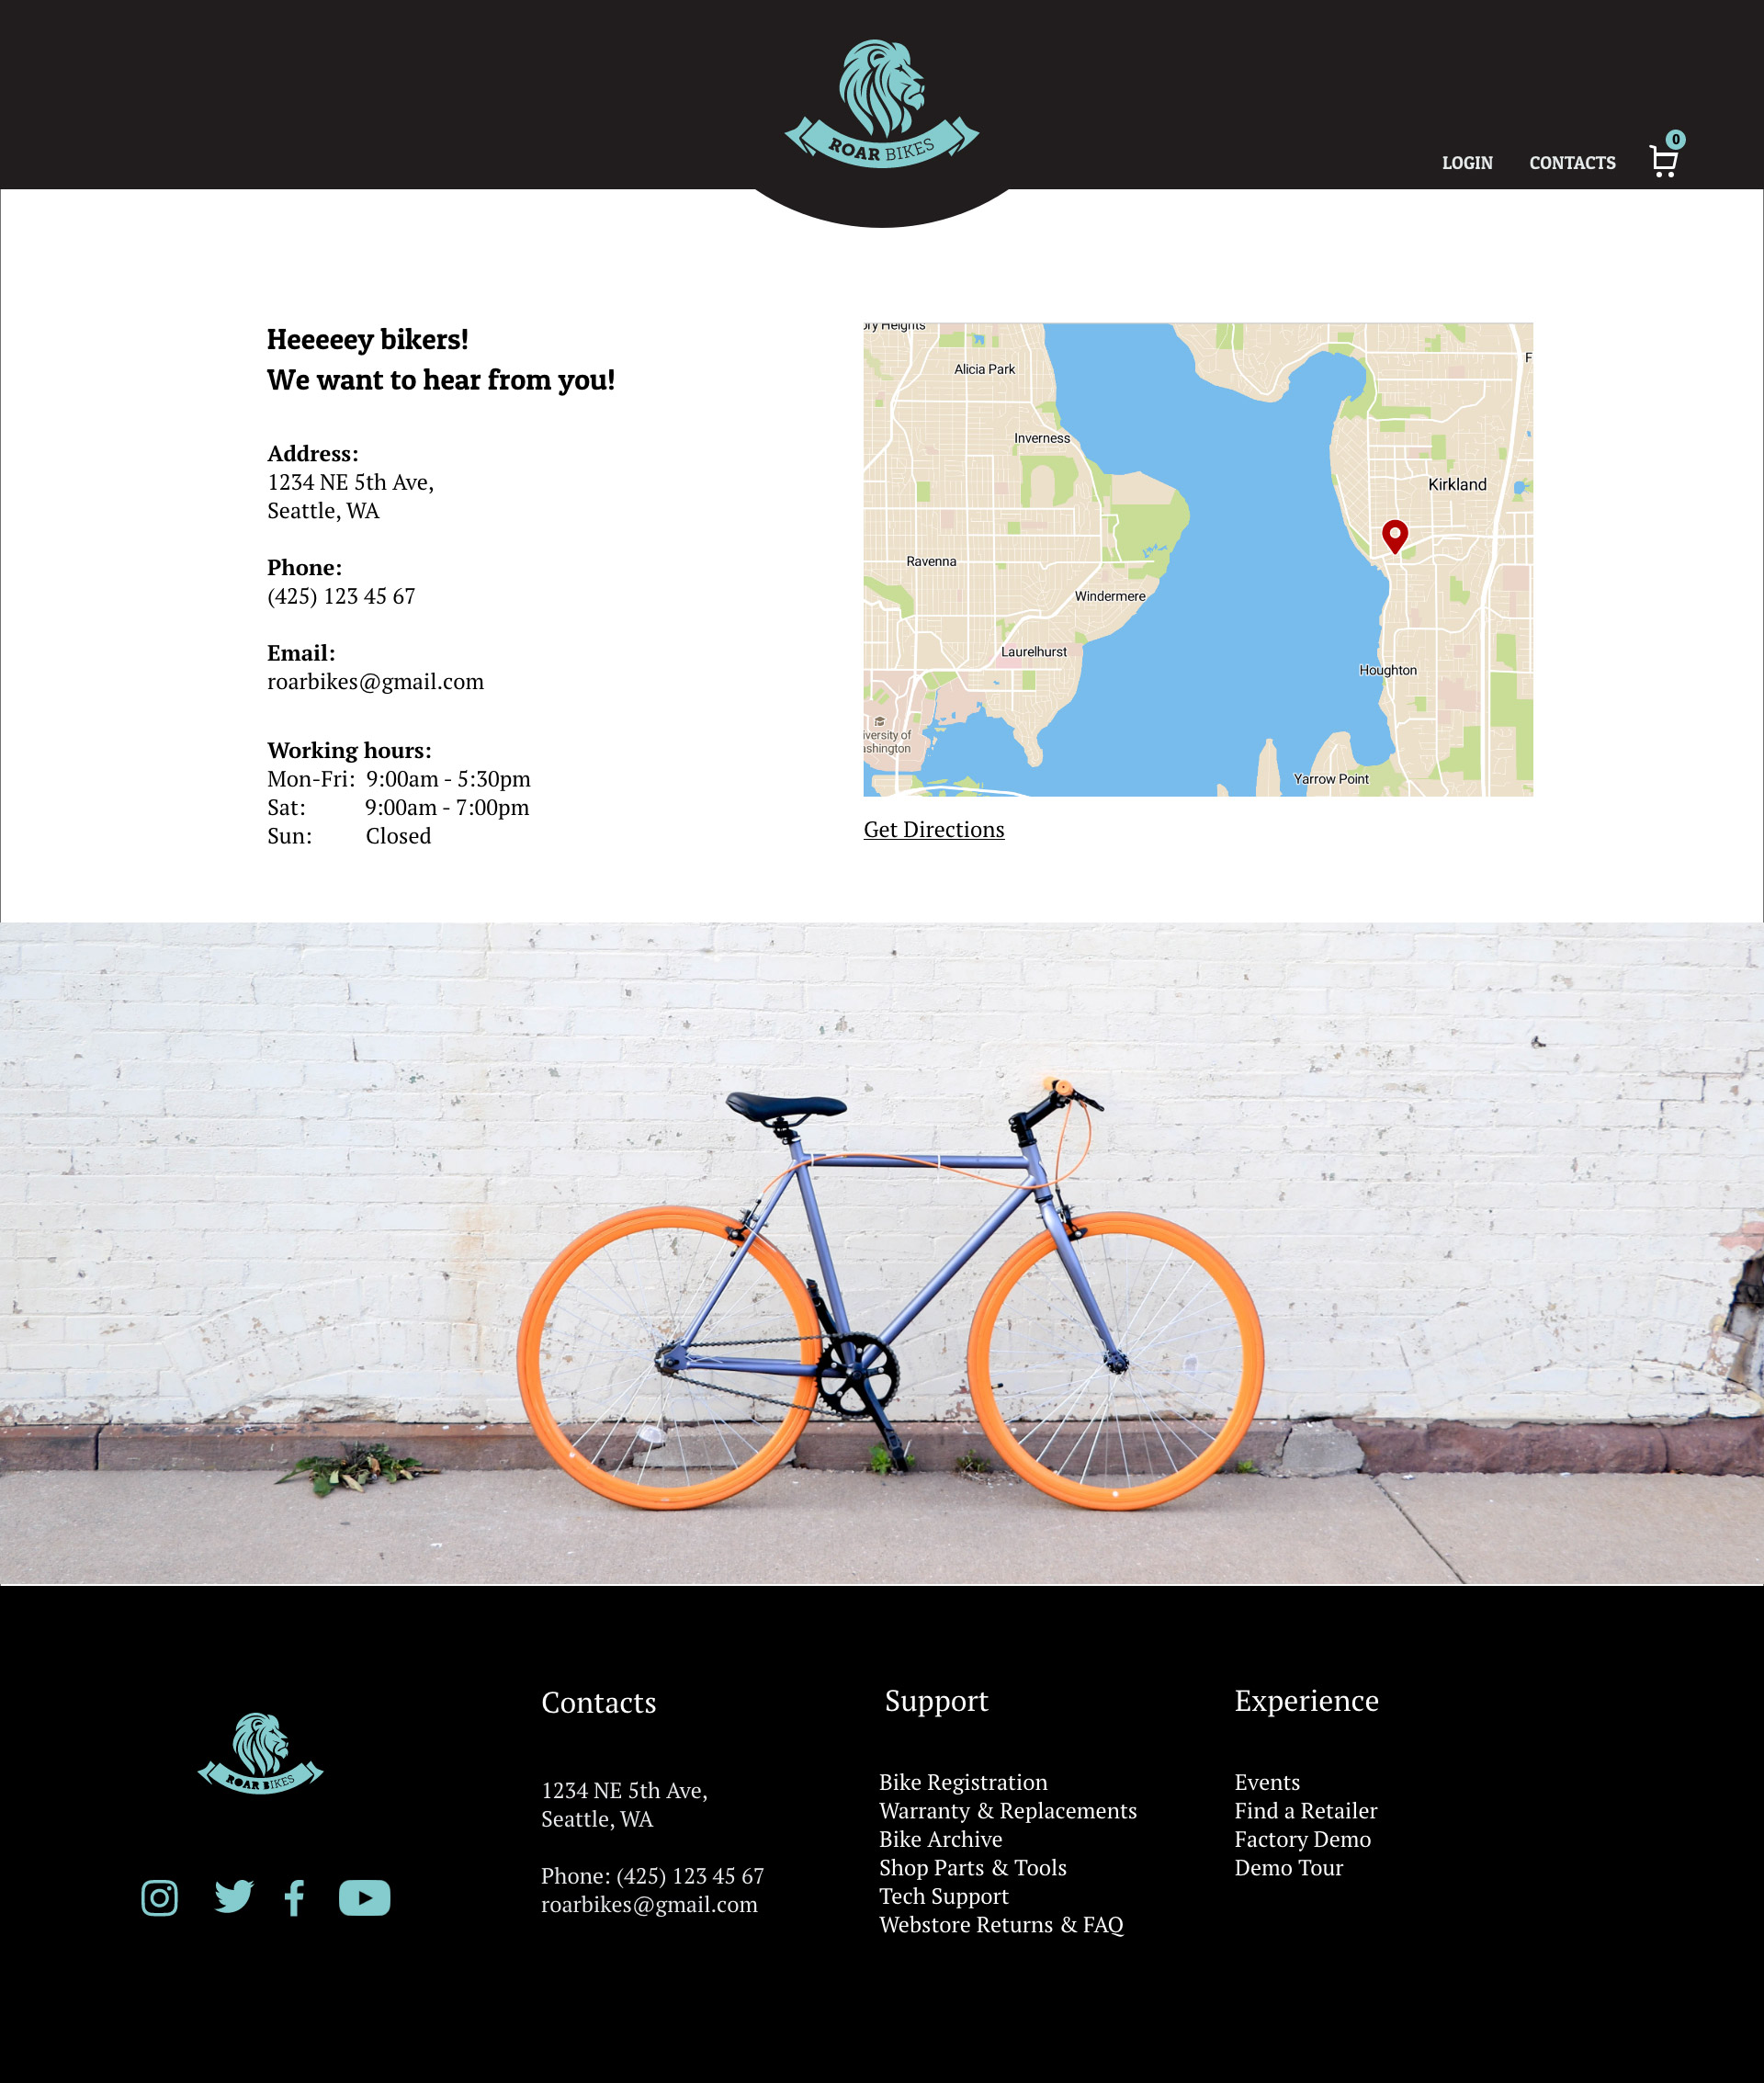 ROAR BIKES
LOGIN
CONTACTS
0
Heeeeey bikers!
We want to hear from you!
Address:
1234 NE 5th Ave,
Seattle, WA
Phone:
(425) 123 45 67
Email:
roarbikes@gmail.com
Working hours:
Mon-Fri: 9:00am - 5:30pm
Sat: 9:00am - 7:00pm
Sun: Closed
Heights
Alicia Park
Inverness
Kirkland
Ravenna
Windermere
Laurelhurst
Houghton
iversity of
ashington
Yarrow Point
F
Get Directions
ROAR BIKES
Contacts
1234 NE 5th Ave,
Seattle, WA
Phone: (425) 123 45 67
roarbikes@gmail.com
Support
Bike Registration
Warranty & Replacements
Bike Archive
Shop Parts & Tools
Tech Support
Webstore Returns & FAQ
Experience
Events
Find a Retailer
Factory Demo
Demo Tour